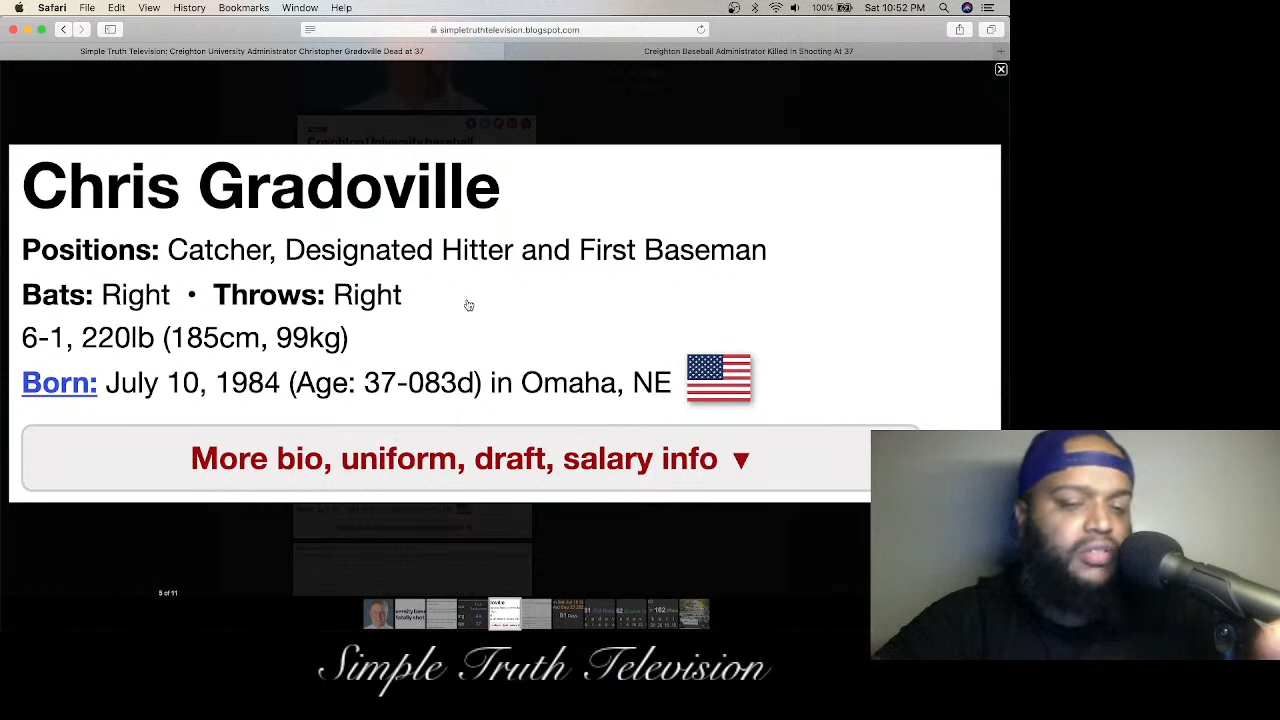 Safari File Edit View History Bookmarks Window Help 100% Sat 10:52 PM
simpletruthtelevision.blogspot.com
Simple Truth Television: Creighton University Administrator Christopher Gradoville Dead at 37 Creighton Baseball Administrator Killed In Shooting At 37
Chris Gradoville
Positions: Catcher, Designated Hitter and First Baseman
Bats: Right • Throws: Right
6-1, 220lb (185cm, 99kg)
Born: July 10, 1984 (Age: 37-083d) in Omaha, NE
More bio, uniform, draft, salary info ▼
5 of 11
Simple Truth Television